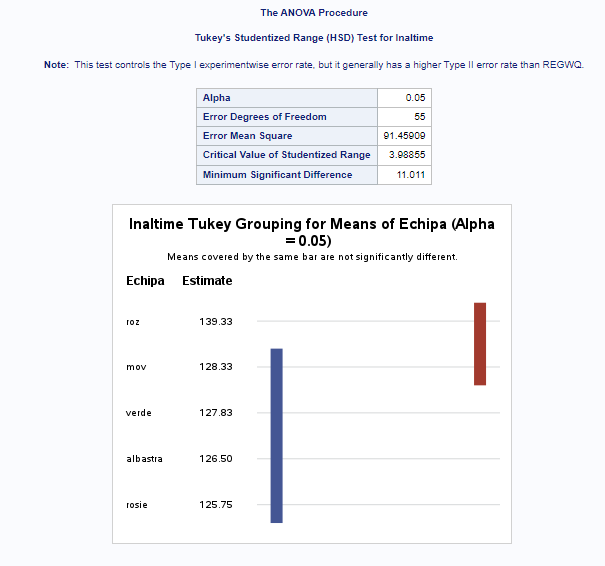 The ANOVA Procedure
Tukey's Studentized Range (HSD) Test for Inaltime
Note: This test controls the Type I experimentwise error rate, but it generally has a higher Type II error rate than REGWQ.
Alpha 0.05
Error Degrees of Freedom 55
Error Mean Square 91.45909
Critical Value of Studentized Range 3.98855
Minimum Significant Difference 11.011
Inaltime Tukey Grouping for Means of Echipa (Alpha
= 0.05)
Means covered by the same bar are not significantly different.
Echipa Estimate
roz 139.33
mov 128.33
verde 127.83
albastra 126.50
rosie 125.75